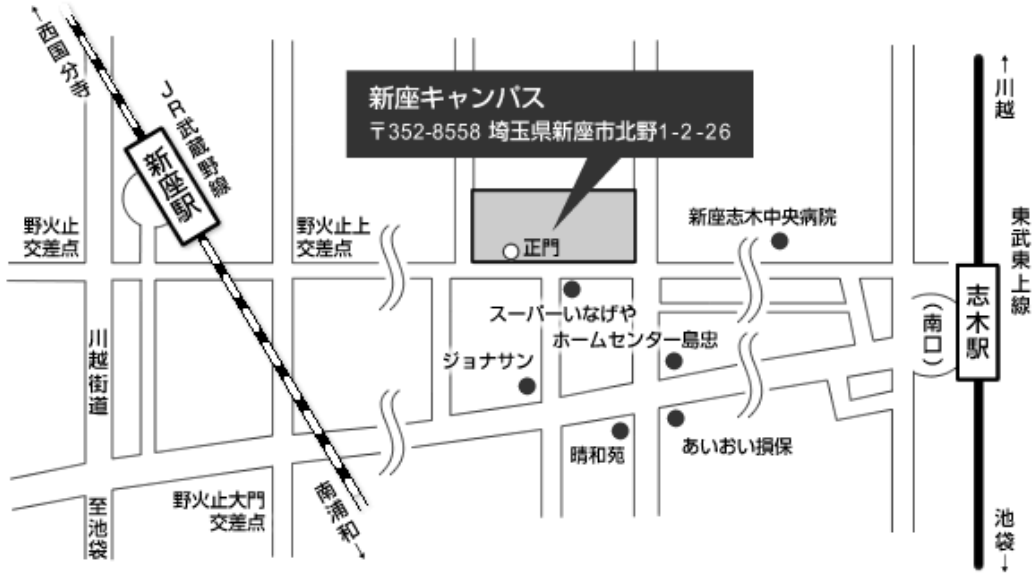 ←西国分寺
JR武蔵野線
新座駅
新座キャンパス
〒352-8558 埼玉県新座市北野1-2-26
↑川越
東武東上線
野火止
交差点
野火止上
交差点
正門
新座志木中央病院
志木駅
(南口)
スーパーいなげや
ホームセンター島忠
ジョナサン
川越街道
晴和苑
あいおい損保
野火止大門
交差点
至池袋
南浦和→
池袋→